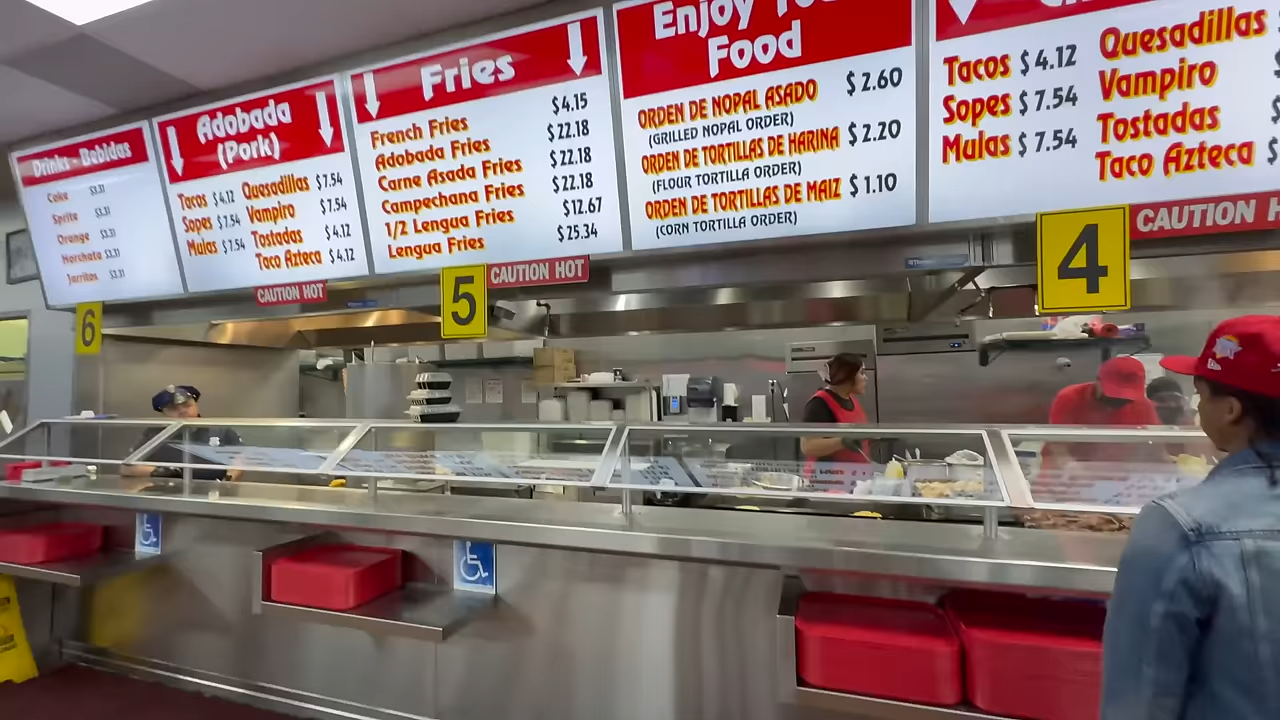 Drinks - Bebidas
Coke $3.31
Sprite $3.31
Orange $3.31
Horchata $3.31
Jarritos $3.31
Adobada
(Pork)
Tacos $4.12 Quesadillas $7.54
Sopes $7.54 Vampiro $7.54
Mulas $7.54 Tostadas $4.12
Taco Azteca $4.12
Fries
French Fries $4.15
Adobada Fries $22.18
Carne Asada Fries $22.18
Campechana Fries $22.18
1/2 Lengua Fries $12.67
Lengua Fries $25.34
Enjoy
Food
ORDEN DE NOPAL ASADO $2.60
(GRILLED NOPAL ORDER)
ORDEN DE TORTILLAS DE HARINA $2.20
(FLOUR TORTILLA ORDER)
ORDEN DE TORTILLAS DE MAIZ $1.10
(CORN TORTILLA ORDER)
Tacos $4.12 Quesadillas
Sopes $7.54 Vampiro
Mulas $7.54 Tostadas
Taco Azteca $
CAUTION HOT
CAUTION HOT
CAUTION H
6
5
4